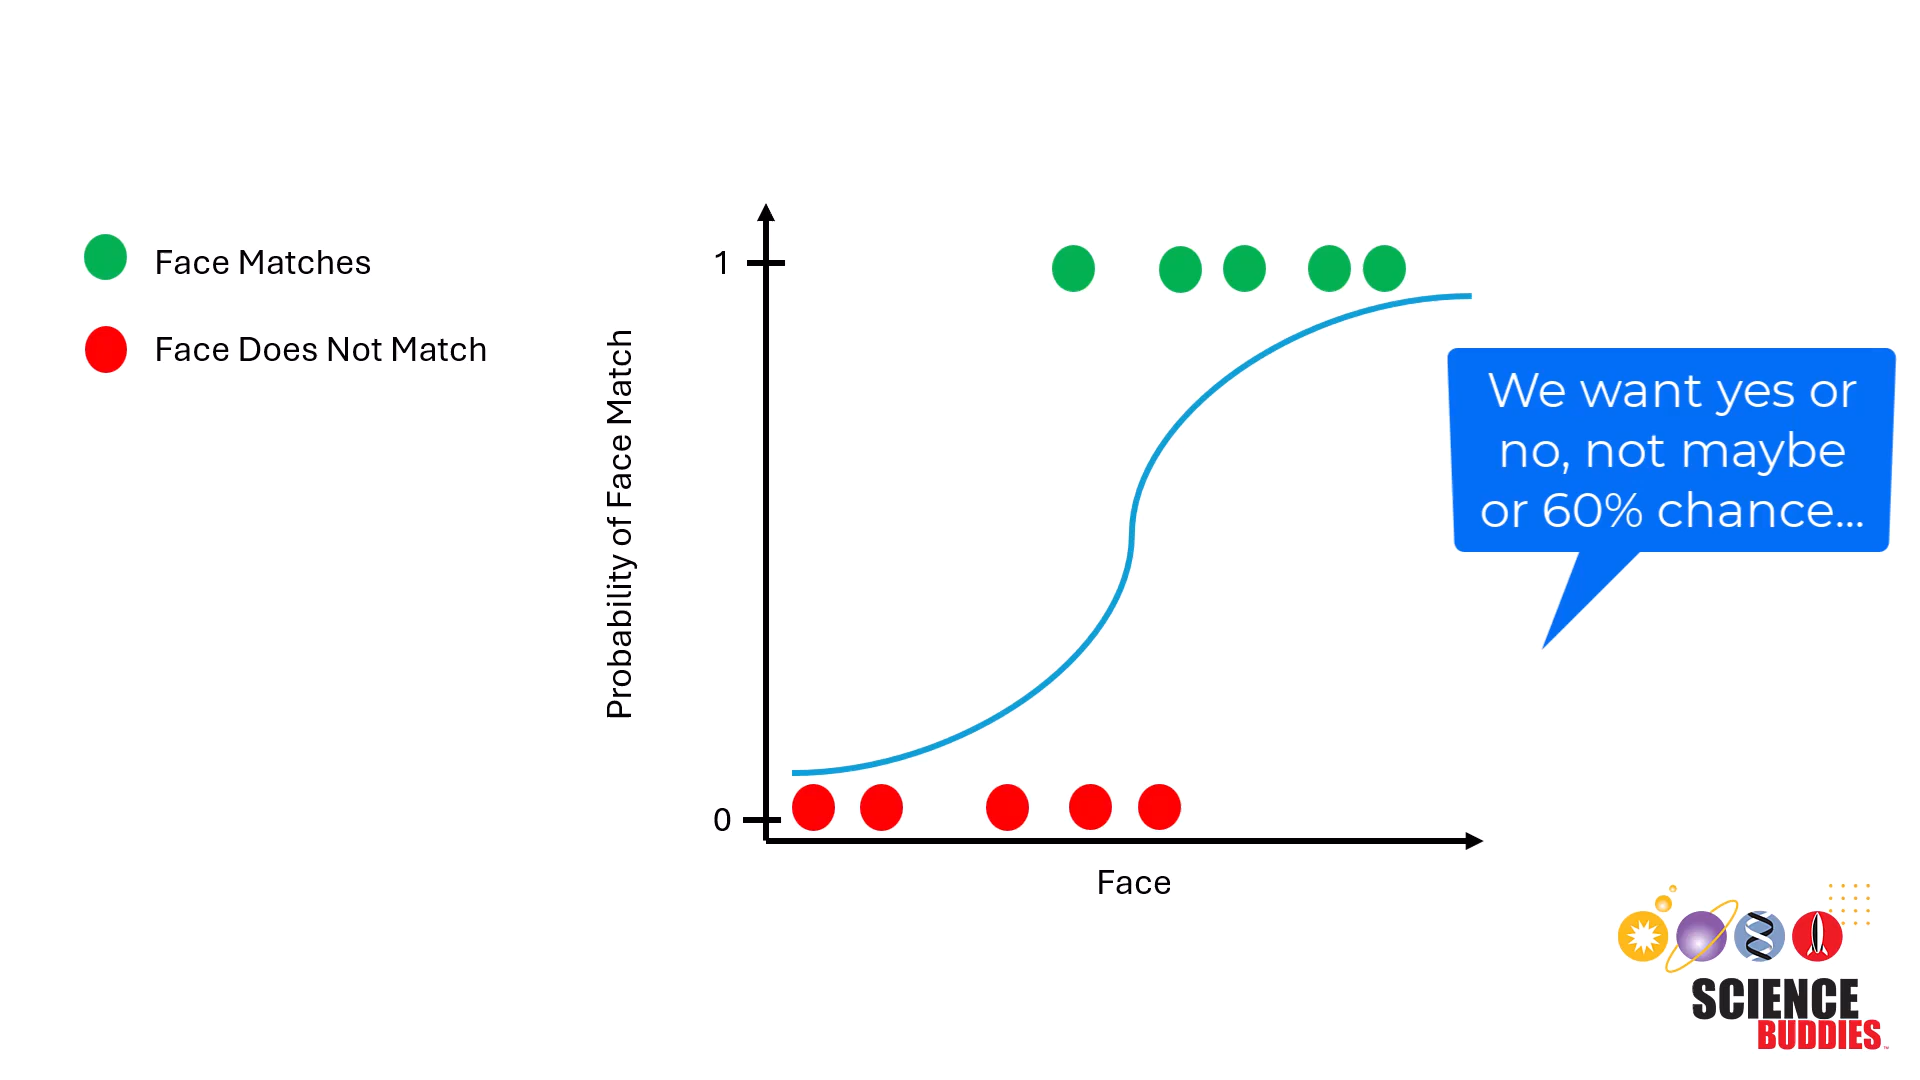 Face Matches
Face Does Not Match
Probability of Face Match
1
0
Face
We want yes or
no, not maybe
or 60% chance...
SCIENCE
BUDDIES